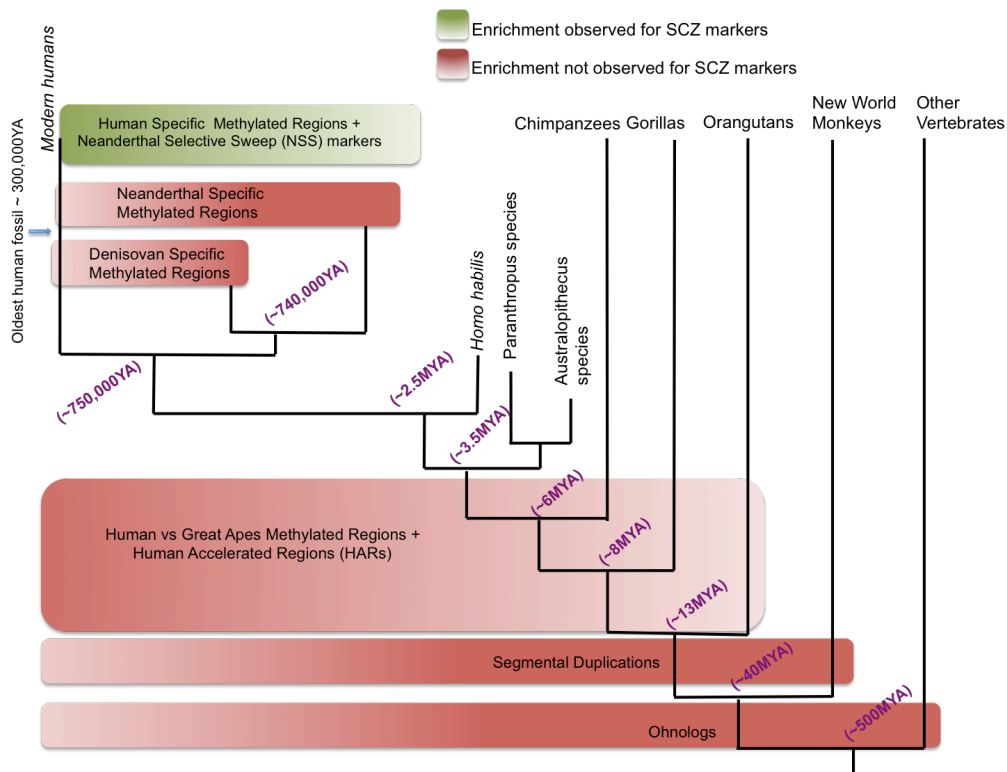 Enrichment observed for SCZ markers
Enrichment not observed for SCZ markers
Modern humans
Oldest human fossil ~ 300,000YA
Human Specific Methylated Regions +
Neanderthal Selective Sweep (NSS) markers
Neanderthal Specific
Methylated Regions
Denisovan Specific
Methylated Regions
Chimpanzees
Gorillas
Orangutans
New World
Monkeys
Other
Vertebrates
(~740,000YA)
(~750,000YA)
Homo habilis
Paranthropus species
Australopithecus
species
(~2.5MYA)
(~3.5MYA)
(~6MYA)
Human vs Great Apes Methylated Regions +
Human Accelerated Regions (HARs)
(~8MYA)
(~13MYA)
Segmental Duplications
(~40MYA)
Ohnologs
(~500MYA)